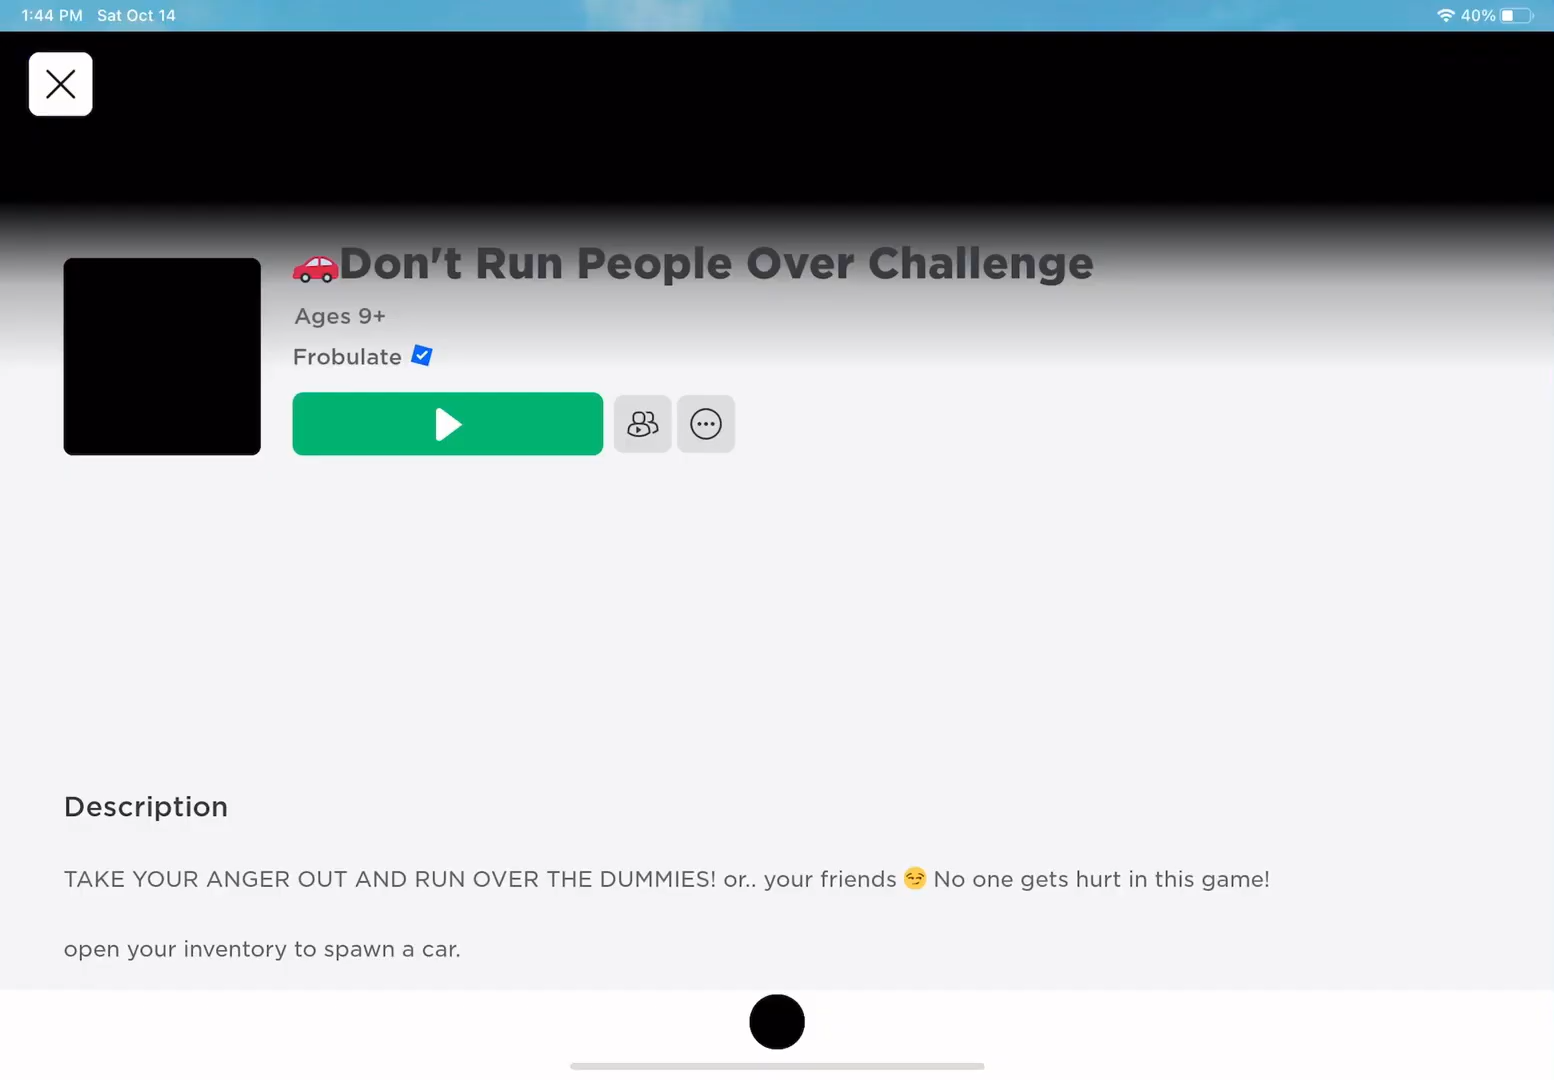 1:44 PM Sat Oct 14
40%
🚗Don't Run People Over Challenge
Ages 9+
Frobulate
Description
TAKE YOUR ANGER OUT AND RUN OVER THE DUMMIES! or.. your friends 😏 No one gets hurt in this game!
open your inventory to spawn a car.